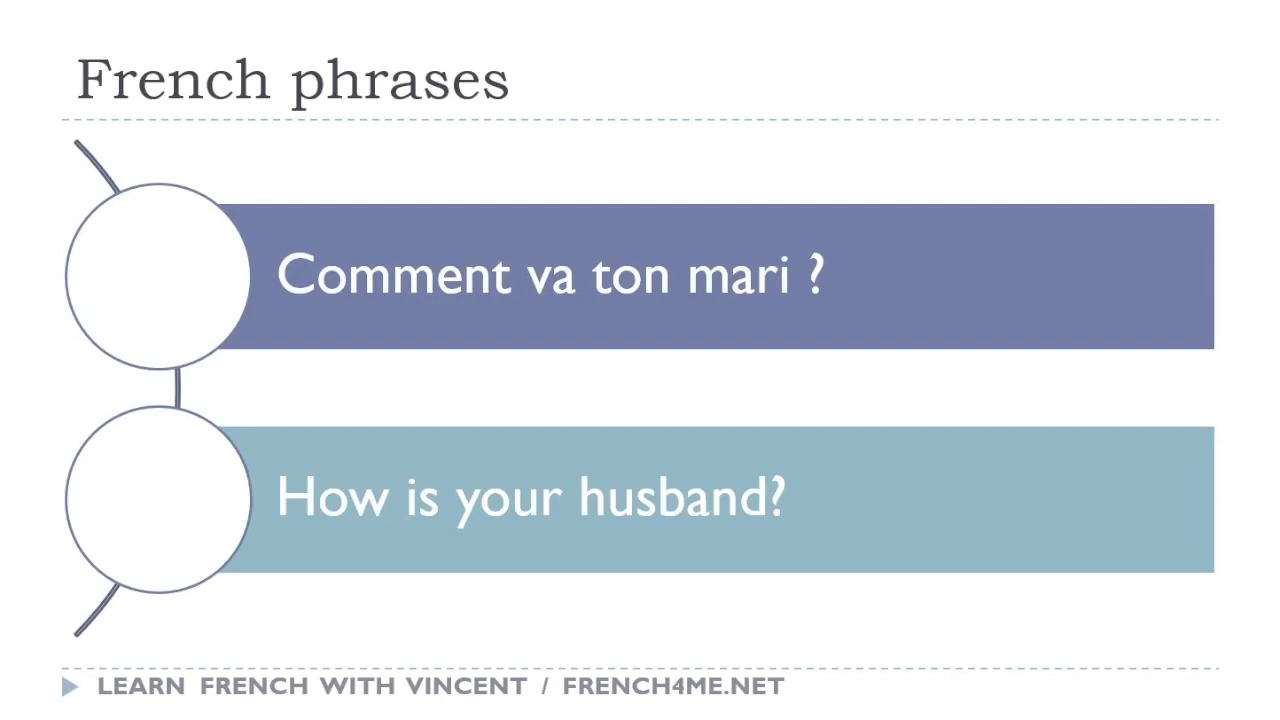 French phrases
Comment va ton mari ?
How is your husband?
LEARN FRENCH WITH VINCENT / FRENCH4ME.NET